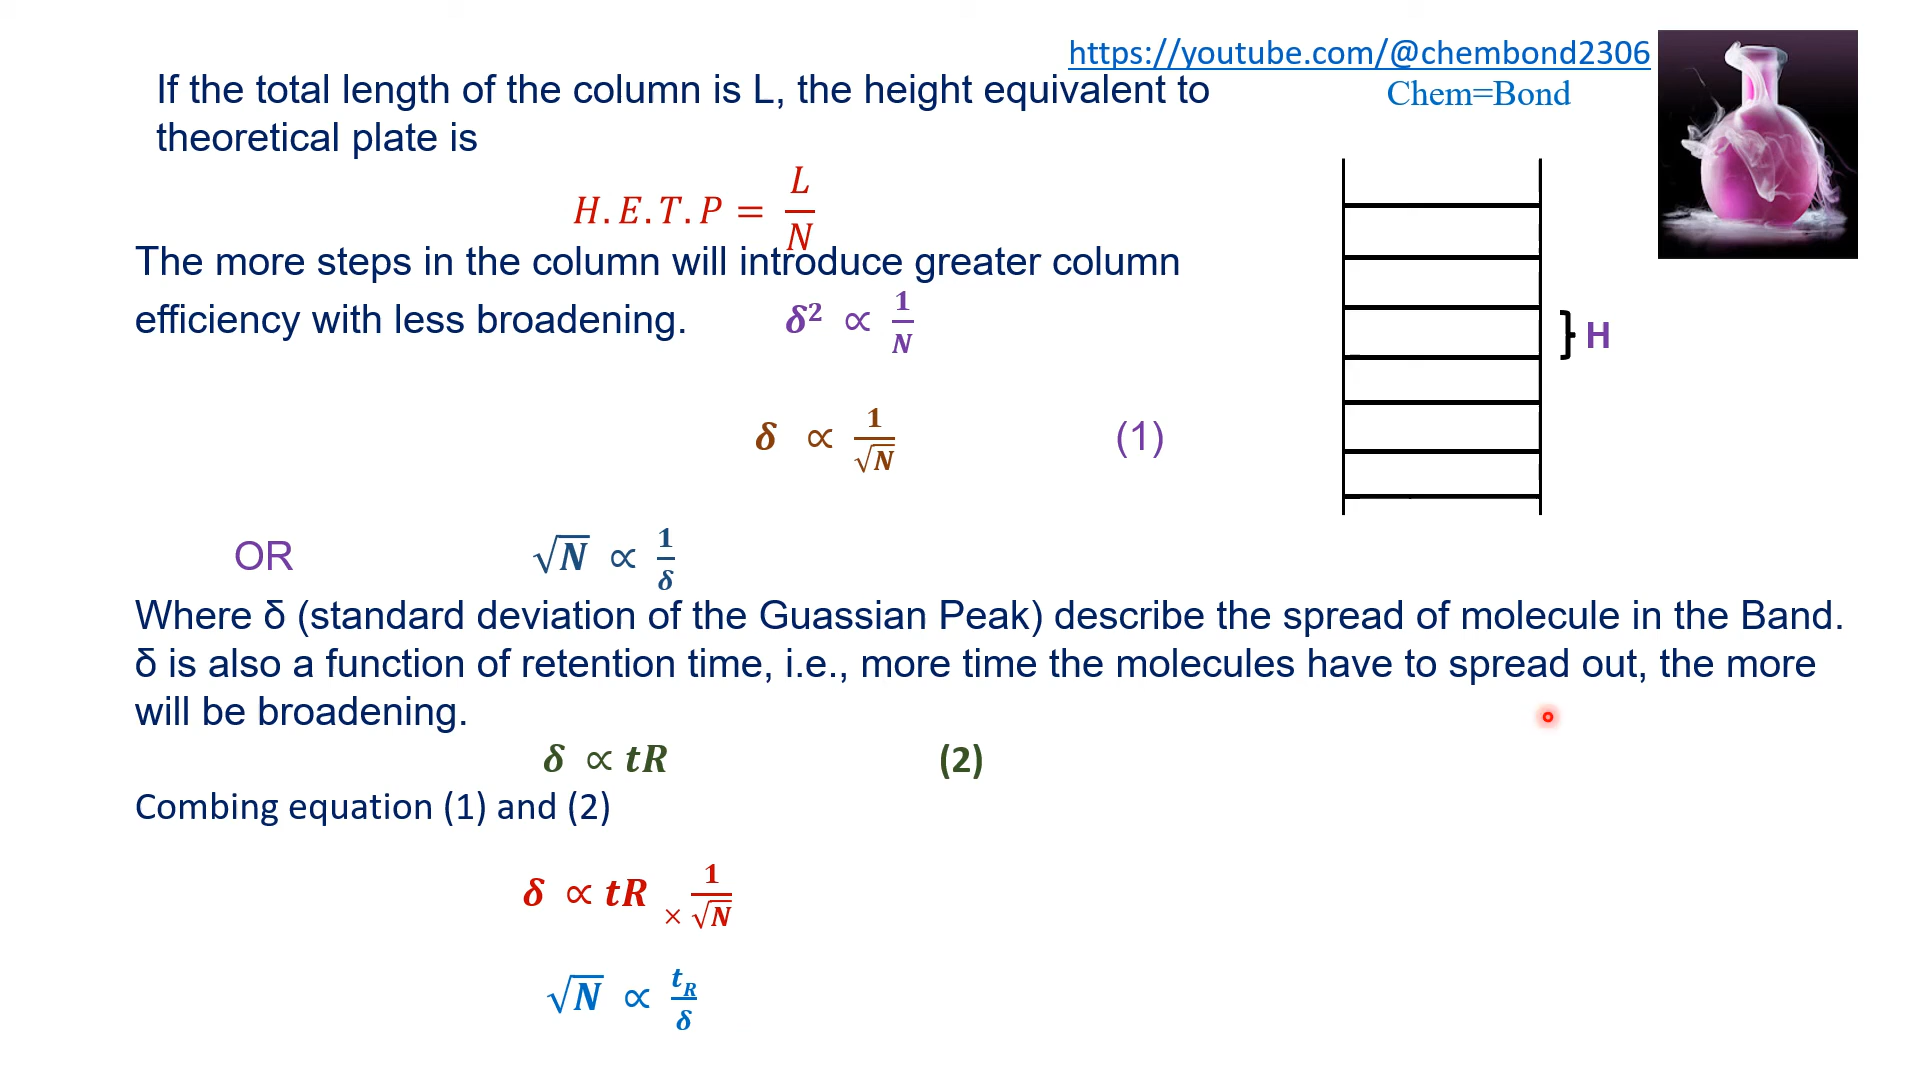 https://youtube.com/@chembond2306
If the total length of the column is L, the height equivalent to
Chem=Bond
theoretical plate is
H.E.T.P = L/N
The more steps in the column will introduce greater column
efficiency with less broadening. δ² ∝ 1/N
} H
δ ∝ 1/√N (1)
OR √N ∝ 1/δ
Where δ (standard deviation of the Guassian Peak) describe the spread of molecule in the Band.
δ is also a function of retention time, i.e., more time the molecules have to spread out, the more
will be broadening.
δ ∝ tR (2)
Combing equation (1) and (2)
δ ∝ tR × 1/√N
√N ∝ t_R/δ